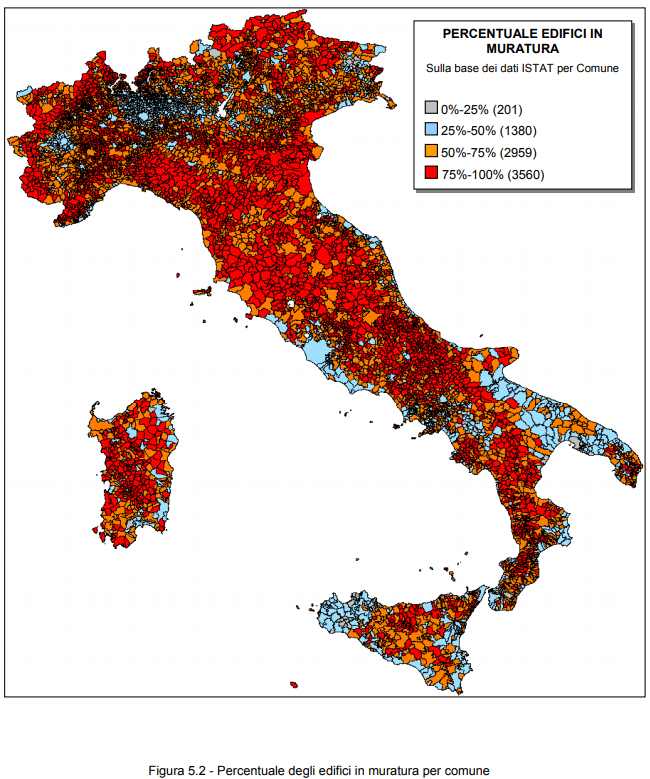 PERCENTUALE EDIFICI IN
MURATURA
Sulla base dei dati ISTAT per Comune
0%-25% (201)
25%-50% (1380)
50%-75% (2959)
75%-100% (3560)
Figura 5.2 - Percentuale degli edifici in muratura per comune